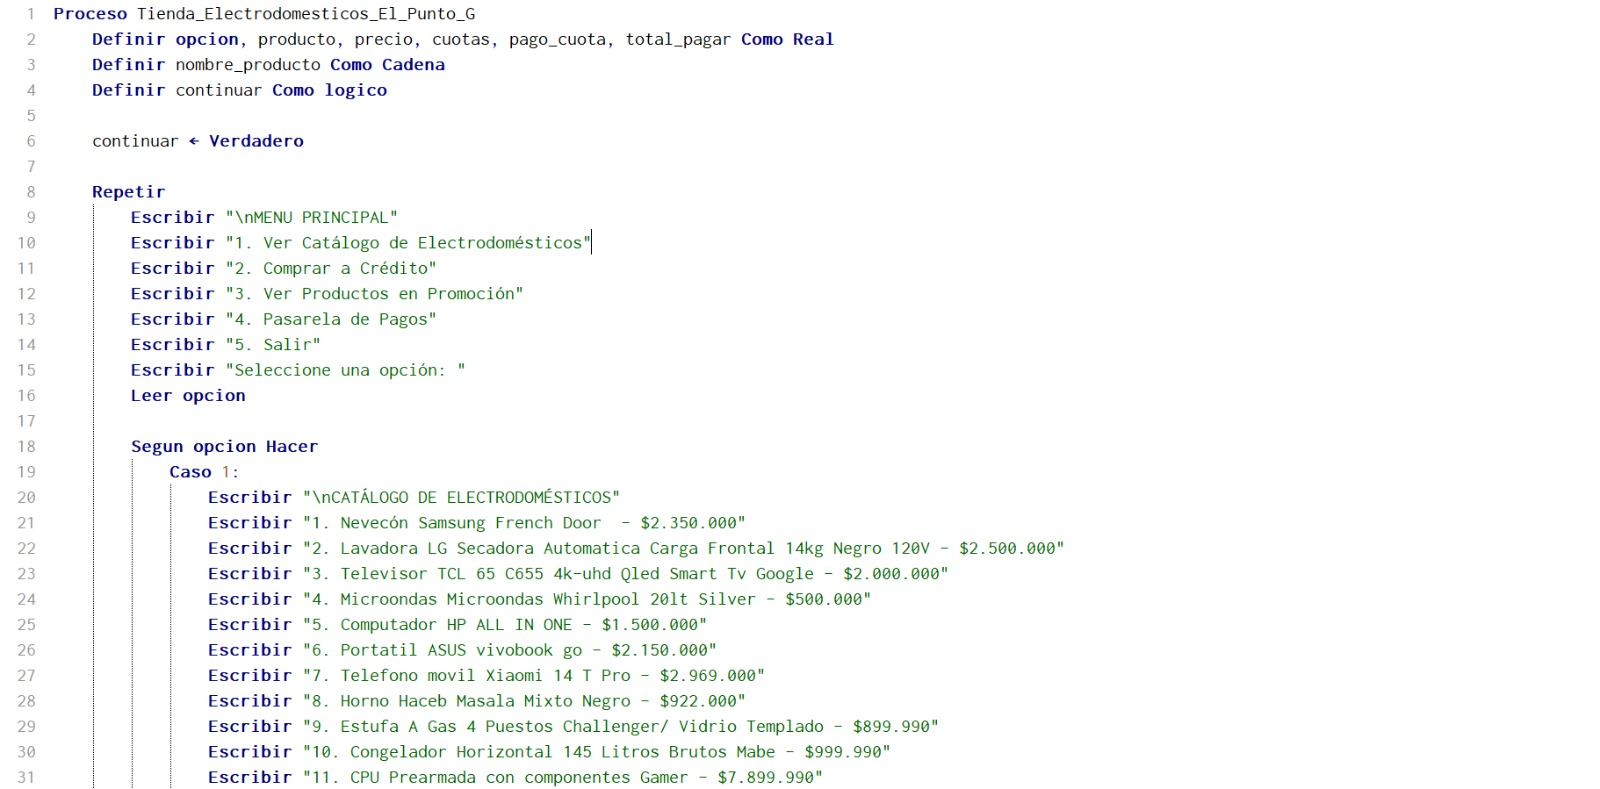 1 Proceso Tienda_Electrodomesticos_El_Punto_G
2 Definir opcion, producto, precio, cuotas, pago_cuota, total_pagar Como Real
3 Definir nombre_producto Como Cadena
4 Definir continuar Como logico
5
6 continuar ← Verdadero
7
8 Repetir
9 Escribir "\nMENU PRINCIPAL"
10 Escribir "1. Ver Catálogo de Electrodomésticos"
11 Escribir "2. Comprar a Crédito"
12 Escribir "3. Ver Productos en Promoción"
13 Escribir "4. Pasarela de Pagos"
14 Escribir "5. Salir"
15 Escribir "Seleccione una opción: "
16 Leer opcion
17
18 Segun opcion Hacer
19 Caso 1:
20 Escribir "\nCATÁLOGO DE ELECTRODOMÉSTICOS"
21 Escribir "1. Nevecón Samsung French Door  - $2.350.000"
22 Escribir "2. Lavadora LG Secadora Automatica Carga Frontal 14kg Negro 120V - $2.500.000"
23 Escribir "3. Televisor TCL 65 C655 4k-uhd Qled Smart Tv Google - $2.000.000"
24 Escribir "4. Microondas Microondas Whirlpool 20lt Silver - $500.000"
25 Escribir "5. Computador HP ALL IN ONE - $1.500.000"
26 Escribir "6. Portatil ASUS vivobook go - $2.150.000"
27 Escribir "7. Telefono movil Xiaomi 14 T Pro - $2.969.000"
28 Escribir "8. Horno Haceb Masala Mixto Negro - $922.000"
29 Escribir "9. Estufa A Gas 4 Puestos Challenger/ Vidrio Templado - $899.990"
30 Escribir "10. Congelador Horizontal 145 Litros Brutos Mabe - $999.990"
31 Escribir "11. CPU Prearmada con componentes Gamer - $7.899.990"